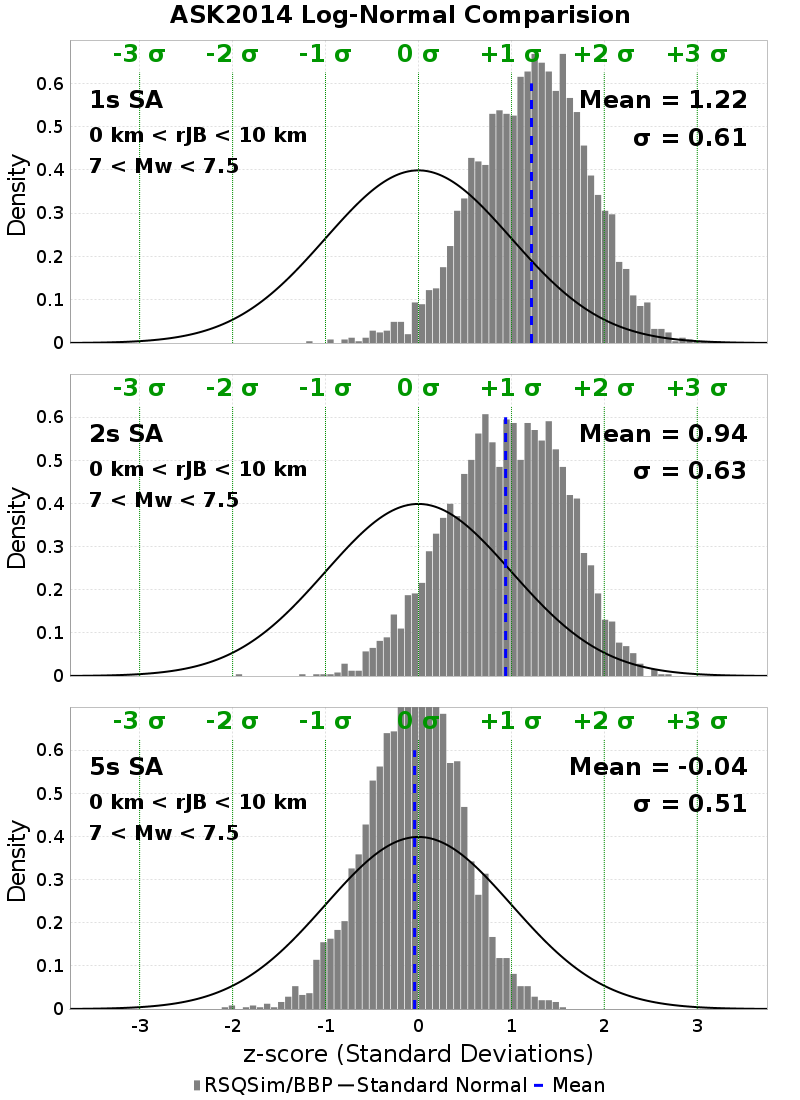 ASK2014 Log-Normal Comparision
-3 σ -2 σ -1 σ 0 σ +1 σ +2 σ +3 σ
1s SA
Mean = 1.22
0 km < rJB < 10 km
σ = 0.61
7 < Mw < 7.5
Density
0.6
0.5
0.4
0.3
0.2
0.1
0
-3 σ -2 σ -1 σ 0 σ +1 σ +2 σ +3 σ
2s SA
Mean = 0.94
0 km < rJB < 10 km
σ = 0.63
7 < Mw < 7.5
Density
0.6
0.5
0.4
0.3
0.2
0.1
0
-3 σ -2 σ -1 σ 0 σ +1 σ +2 σ +3 σ
5s SA
Mean = -0.04
0 km < rJB < 10 km
σ = 0.51
7 < Mw < 7.5
Density
0.6
0.5
0.4
0.3
0.2
0.1
0
-3 -2 -1 0 1 2 3
z-score (Standard Deviations)
RSQSim/BBP Standard Normal Mean